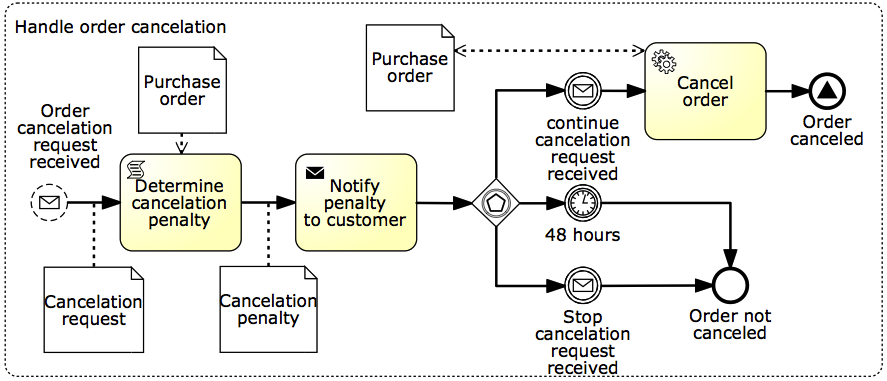 Handle order cancelation
Purchase
order
Purchase
order
Cancel
order
Order
cancelation
request
received
continue
cancelation
request
received
Order
canceled
Determine
cancelation
penalty
Notify
penalty
to customer
48 hours
Cancelation
request
Cancelation
penalty
Stop
cancelation
request
received
Order not
canceled